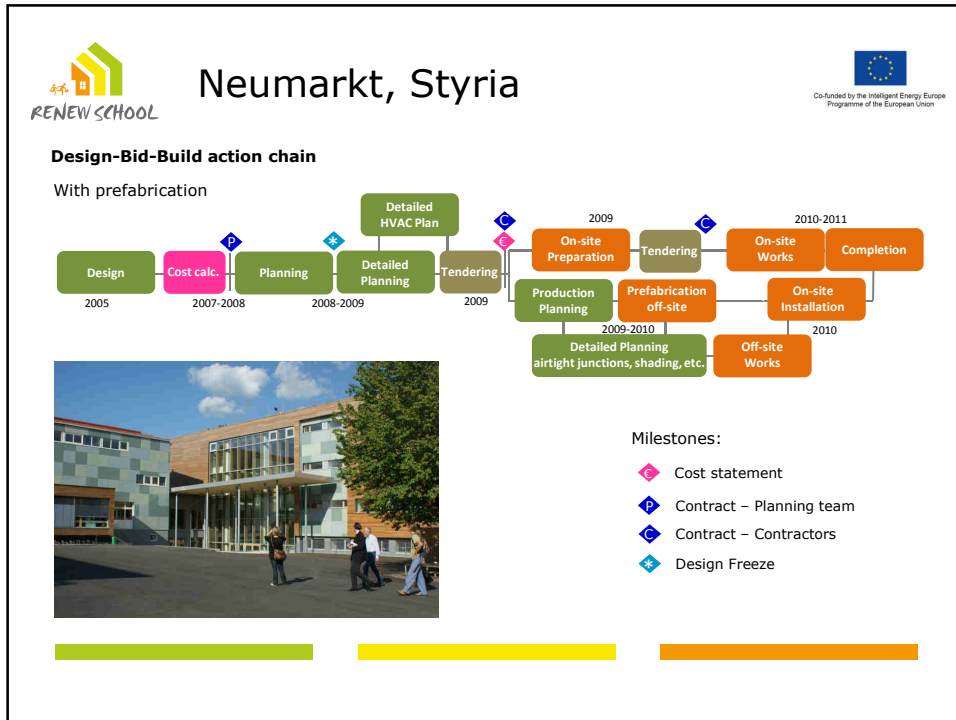 RENEW SCHOOL
Neumarkt, Styria
Co-funded by the Intelligent Energy Europe
Programme of the European Union
Design-Bid-Build action chain
With prefabrication
Detailed
HVAC Plan
C
2009
C
2010-2011
P
*
€
On-site
Preparation
Tendering
On-site
Works
Completion
Design
Cost calc.
Planning
Detailed
Planning
Tendering
2005
2007-2008
2008-2009
2009
Production
Planning
Prefabrication
off-site
On-site
Installation
2009-2010
2010
Detailed Planning
airtight junctions, shading, etc.
Off-site
Works
Milestones:
€ Cost statement
P Contract – Planning team
C Contract – Contractors
* Design Freeze